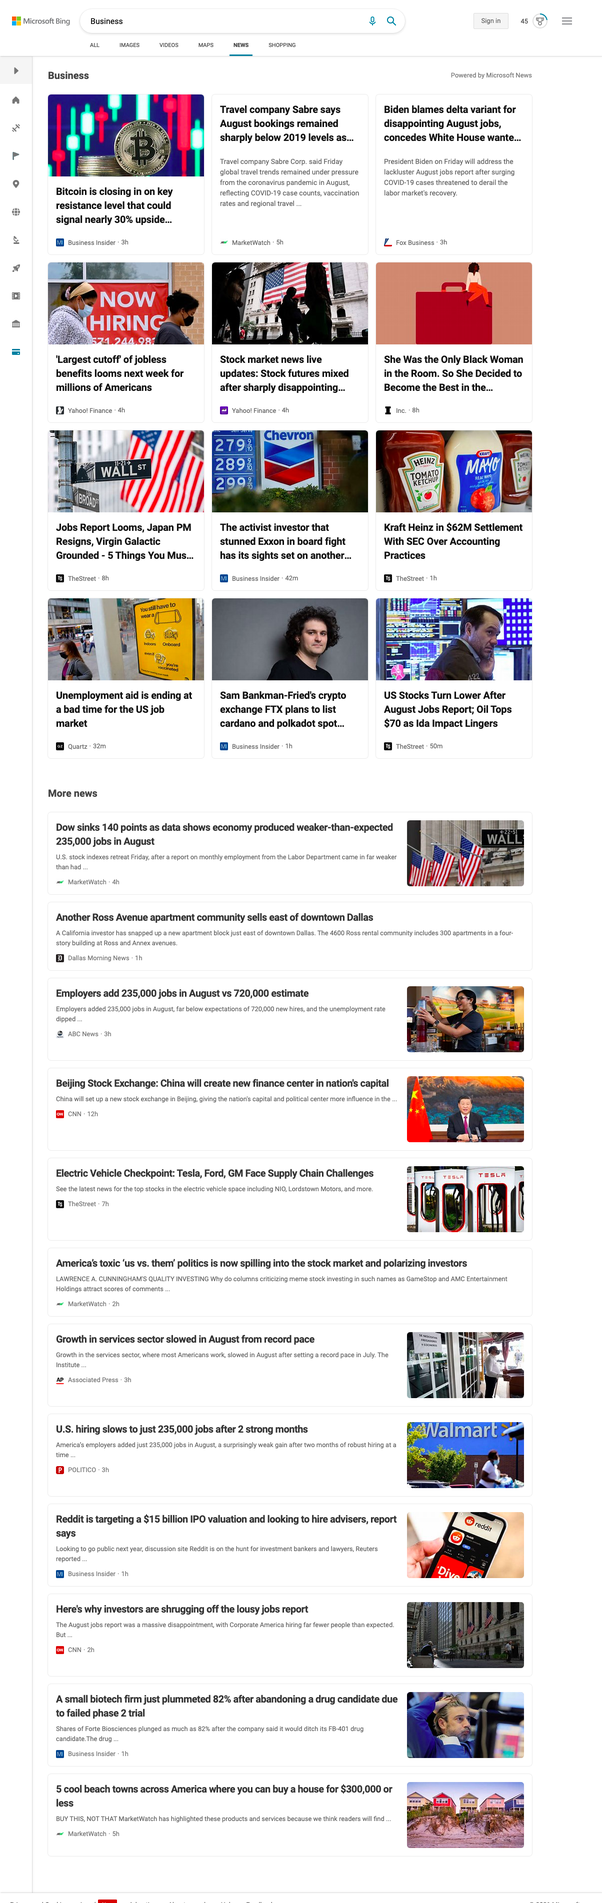 Microsoft Bing
Business
Sign in
45
ALL IMAGES VIDEOS MAPS NEWS SHOPPING
Business
Powered by Microsoft News
Bitcoin is closing in on key
resistance level that could
signal nearly 30% upside...
Business Insider · 3h
Travel company Sabre says
August bookings remained
sharply below 2019 levels as...
Travel company Sabre Corp. said Friday
global travel trends remained under pressure
from the coronavirus pandemic in August,
reflecting COVID-19 case counts, vaccination
rates and regional travel ...
MarketWatch · 5h
Biden blames delta variant for
disappointing August jobs,
concedes White House wante...
President Biden on Friday will address the
lackluster August jobs report after surging
COVID-19 cases threatened to derail the
labor market's recovery.
Fox Business · 3h
NOW
HIRING
571.244.982
'Largest cutoff' of jobless
benefits looms next week for
millions of Americans
Yahoo! Finance · 4h
Stock market news live
updates: Stock futures mixed
after sharply disappointing...
Yahoo! Finance · 4h
She Was the Only Black Woman
in the Room. So She Decided to
Become the Best in the...
Inc. · 8h
WALL ST
BROAD
Jobs Report Looms, Japan PM
Resigns, Virgin Galactic
Grounded - 5 Things You Mus...
TheStreet · 8h
Chevron
279
289
299
The activist investor that
stunned Exxon in board fight
has its sights set on another...
Business Insider · 42m
HEINZ
TOMATO
KETCHUP
KRAFT
MAYO
HEINZ
Kraft Heinz in $62M Settlement
With SEC Over Accounting
Practices
TheStreet · 1h
You still have to
wear a
Onboard
Unemployment aid is ending at
a bad time for the US job
market
Quartz · 32m
Sam Bankman-Fried's crypto
exchange FTX plans to list
cardano and polkadot spot...
Business Insider · 1h
US Stocks Turn Lower After
August Jobs Report; Oil Tops
$70 as Ida Impact Lingers
TheStreet · 50m
More news
Dow sinks 140 points as data shows economy produced weaker-than-expected
235,000 jobs in August
U.S. stock indexes retreat Friday, after a report on monthly employment from the Labor Department came in far weaker
than had ...
MarketWatch · 4h
WALL
Another Ross Avenue apartment community sells east of downtown Dallas
A California investor has snapped up a new apartment block just east of downtown Dallas. The 4600 Ross rental community includes 300 apartments in a four-
story building at Ross and Annex avenues.
Dallas Morning News · 1h
Employers add 235,000 jobs in August vs 720,000 estimate
Employers added 235,000 jobs in August, far below expectations of 720,000 new hires, and the unemployment rate
dipped ...
ABC News · 3h
Beijing Stock Exchange: China will create new finance center in nation's capital
China will set up a new stock exchange in Beijing, giving the nation's capital and political center more influence in the ...
CNN · 12h
Electric Vehicle Checkpoint: Tesla, Ford, GM Face Supply Chain Challenges
See the latest news for the top stocks in the electric vehicle space including NIO, Lordstown Motors, and more.
TheStreet · 7h
TESLA TESLA
America's toxic 'us vs. them' politics is now spilling into the stock market and polarizing investors
LAWRENCE A. CUNNINGHAM'S QUALITY INVESTING Why do columns criticizing meme stock investing in such names as GameStop and AMC Entertainment
Holdings attract scores of comments ...
MarketWatch · 2h
Growth in services sector slowed in August from record pace
Growth in the services sector, where most Americans work, slowed in August after setting a record pace in July. The
Institute ...
Associated Press · 3h
U.S. hiring slows to just 235,000 jobs after 2 strong months
America's employers added just 235,000 jobs in August, a surprisingly weak gain after two months of robust hiring at a
time ...
POLITICO · 3h
Walmart
Reddit is targeting a $15 billion IPO valuation and looking to hire advisers, report
says
Looking to go public next year, discussion site Reddit is on the hunt for investment bankers and lawyers, Reuters
reported ...
Business Insider · 1h
reddit
Dive
Here's why investors are shrugging off the lousy jobs report
The August jobs report was a massive disappointment, with Corporate America hiring far fewer people than expected.
But ...
CNN · 2h
A small biotech firm just plummeted 82% after abandoning a drug candidate due
to failed phase 2 trial
Shares of Forte Biosciences plunged as much as 82% after the company said it would ditch its FB-401 drug
candidate.The drug ...
Business Insider · 1h
5 cool beach towns across America where you can buy a house for $300,000 or
less
BUY THIS, NOT THAT MarketWatch has highlighted these products and services because we think readers will find ...
MarketWatch · 5h